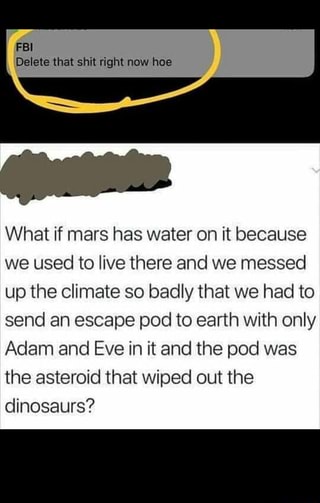 FBI
Delete that shit right now hoe
What if mars has water on it because
we used to live there and we messed
up the climate so badly that we had to
send an escape pod to earth with only
Adam and Eve in it and the pod was
the asteroid that wiped out the
dinosaurs?